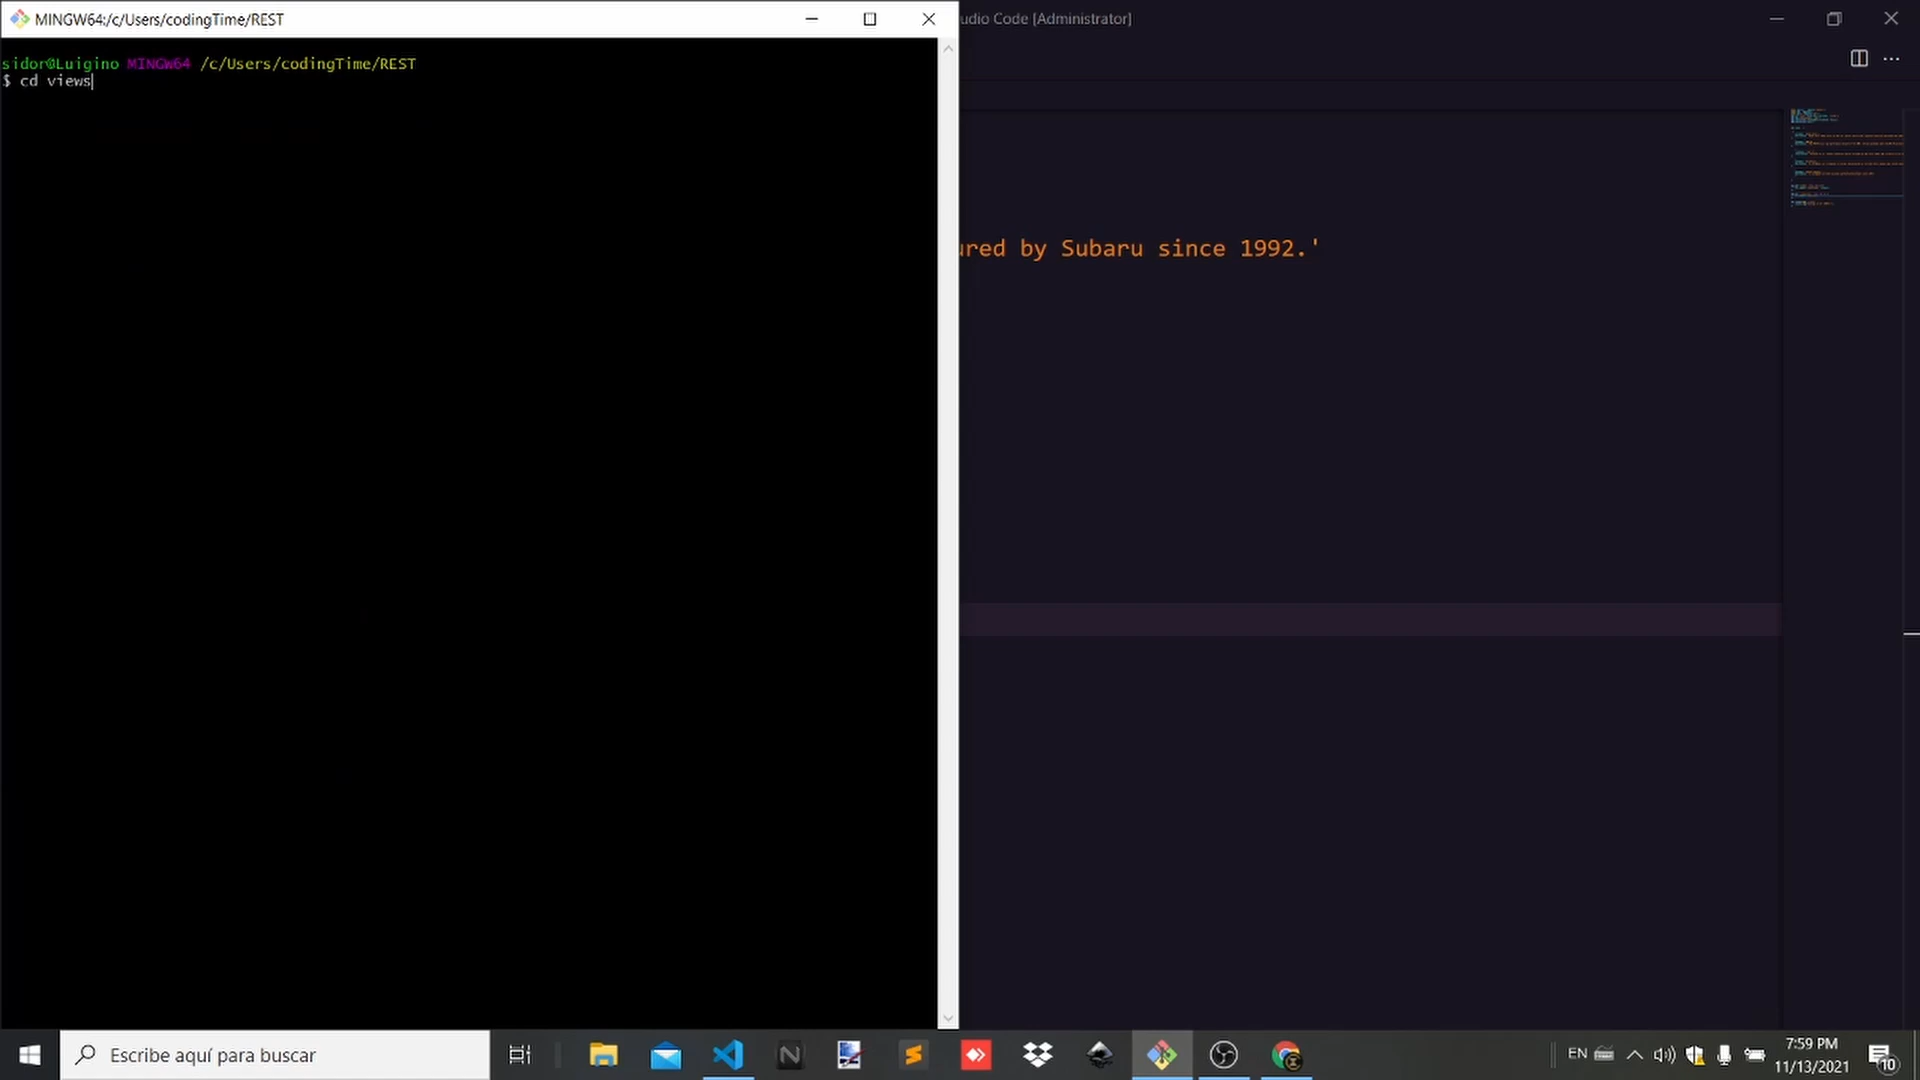 MINGW64:/c/Users/codingTime/REST
udio Code [Administrator]
sidor@Luigino MINGW64 /c/Users/codingTime/REST
$ cd views
ured by Subaru since 1992.'
Escribe aquí para buscar
EN
7:59 PM
11/13/2021
10